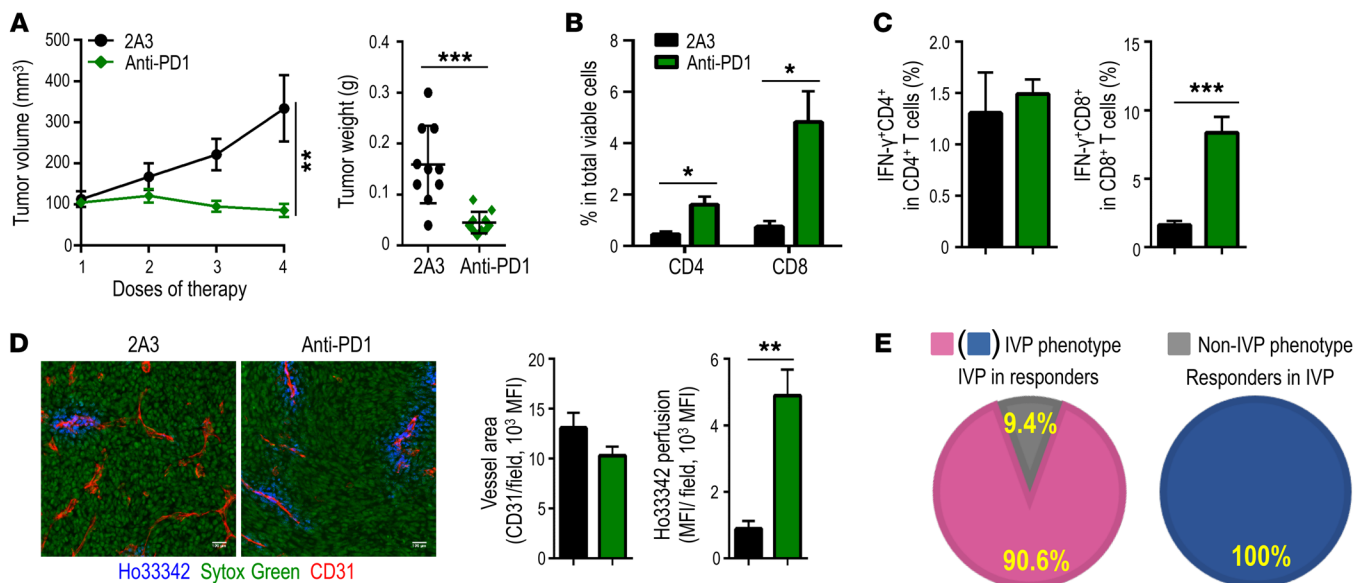 A
2A3
Anti-PD1
Tumor volume (mm³)
500
400
300
200
100
0
1 2 3 4
Doses of therapy
**
Tumor weight (g)
0.4
0.3
0.2
0.1
0.0
***
2A3 Anti-PD1
B
2A3
Anti-PD1
% in total viable cells
8
6
4
2
0
*
*
CD4 CD8
C
IFN-γ⁺CD4⁺
in CD4⁺ T cells (%)
2.0
1.5
1.0
0.5
0.0
IFN-γ⁺CD8⁺
in CD8⁺ T cells (%)
15
10
5
0
***
D
2A3 Anti-PD1
Ho33342 Sytox Green CD31
Vessel area
(CD31/field, 10³ MFI)
20
15
10
5
0
Ho33342 perfusion
(MFI/ field, 10³ MFI)
6
4
2
0
**
E
( ) IVP phenotype
Non-IVP phenotype
IVP in responders
9.4%
90.6%
Responders in IVP
100%